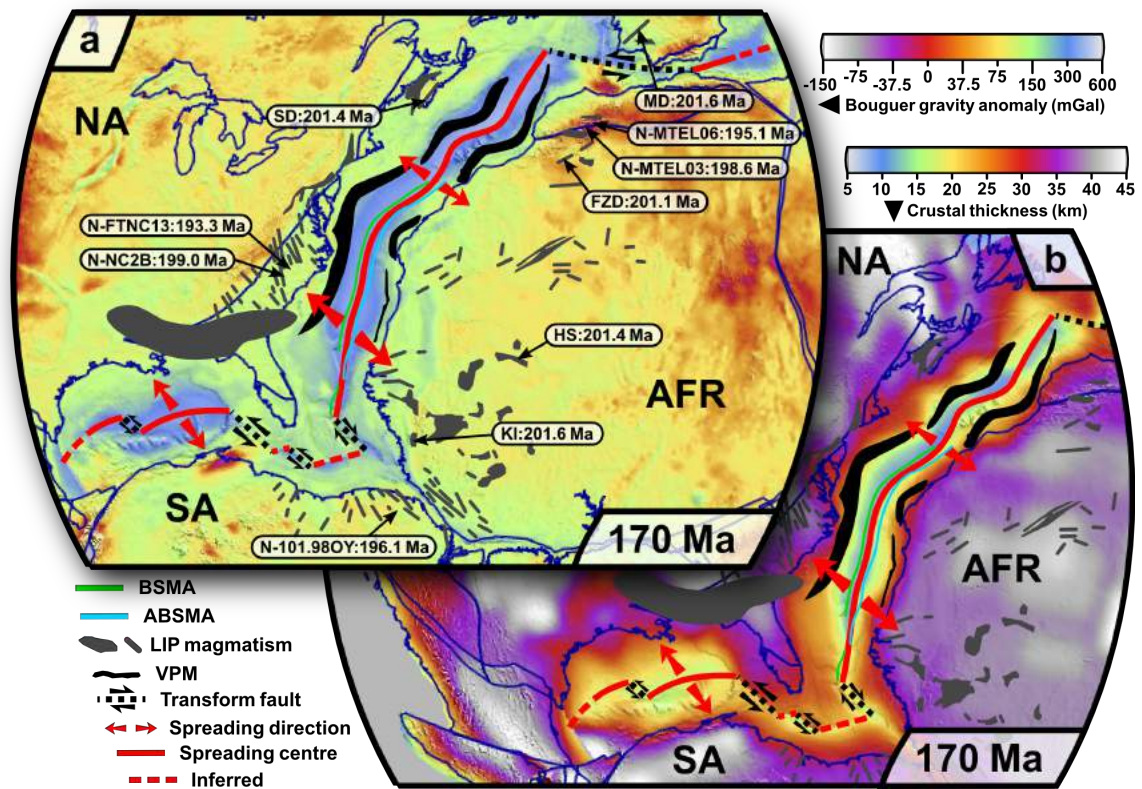 a
NA
SD:201.4 Ma
MD:201.6 Ma
N-MTEL06:195.1 Ma
N-MTEL03:198.6 Ma
FZD:201.1 Ma
N-FTNC13:193.3 Ma
N-NC2B:199.0 Ma
HS:201.4 Ma
AFR
KI:201.6 Ma
SA
N-101.98OY:196.1 Ma
170 Ma
-150 -75 -37.5 0 37.5 75 150 300 600
Bouguer gravity anomaly (mGal)
5 10 15 20 25 30 35 40 45
Crustal thickness (km)
NA
b
AFR
SA
170 Ma
BSMA
ABSMA
LIP magmatism
VPM
Transform fault
Spreading direction
Spreading centre
Inferred